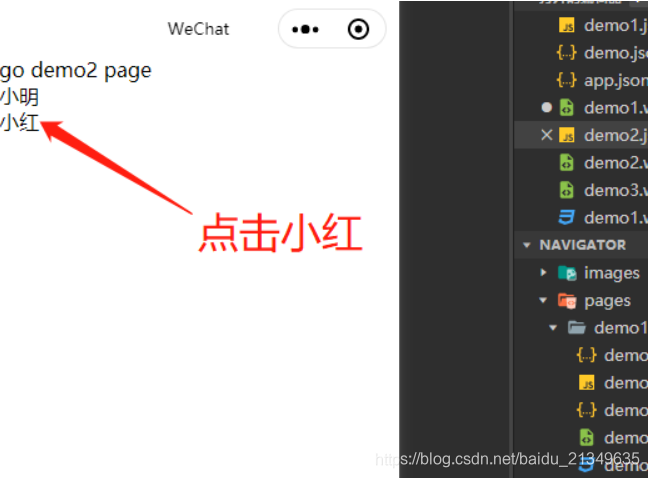 WeChat
go demo2 page
小明
小红
点击小红
demo1.j
demo.jso
app.json
demo1.w
demo2.j
demo2.w
demo3.w
demo1.w
NAVIGATOR
images
pages
demo1
demo
demo
demo
demo
demo
https://blog.csdn.net/baidu_21349635